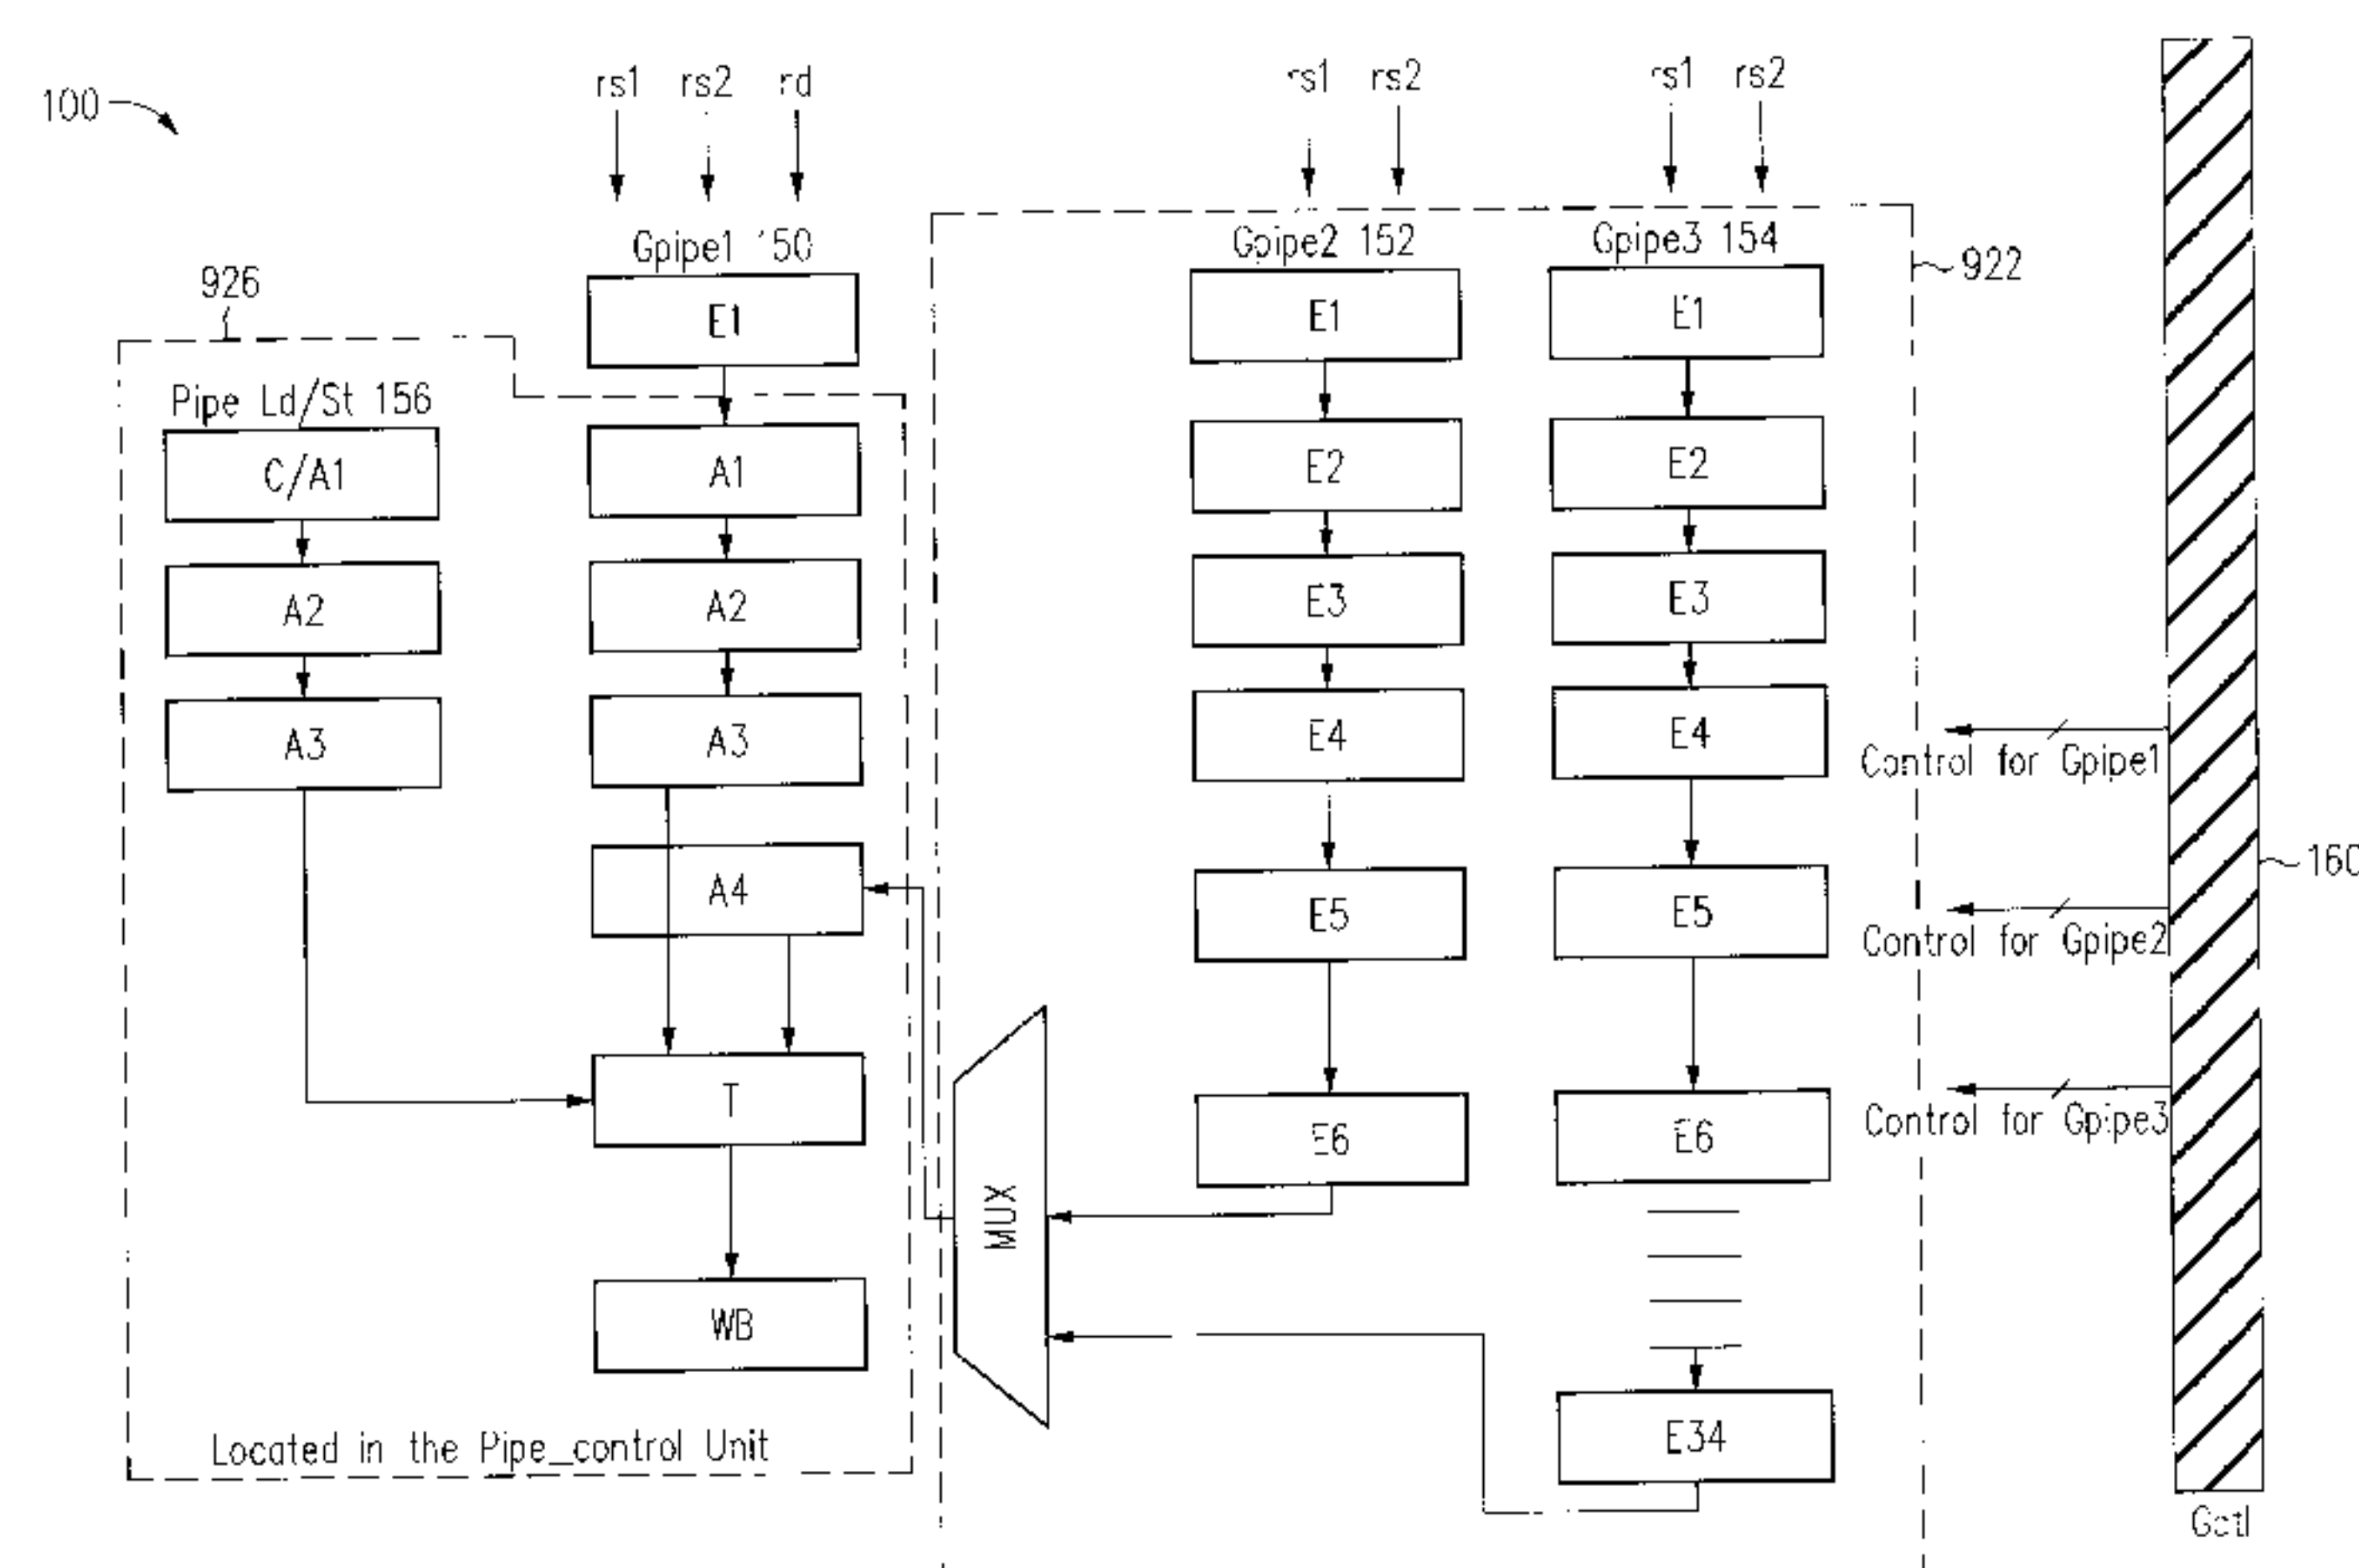 100
rs1 rs2 rd
rs1 rs2
rs1 rs2
Gpipe1 150
Gpipe2 152
Gpipe3 154
922
926
E1
E1
E1
Pipe Ld/St 156
C/A1
A1
E2
E2
A2
A2
E3
E3
A3
A3
E4
E4
Control for Gpipe1
A4
E5
E5
160
Control for Gpipe2
T
E6
E6
Control for Gpipe3
MUX
WB
E34
Located in the Pipe_control Unit